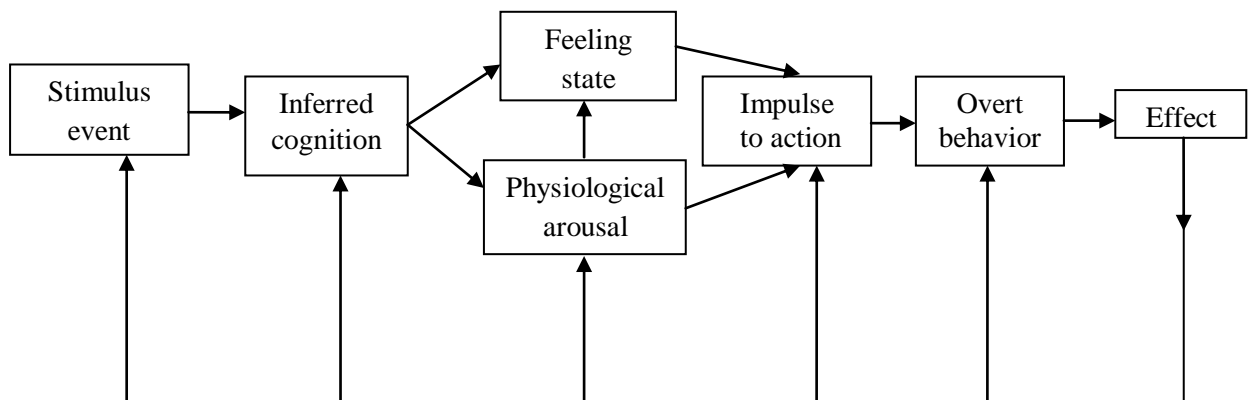 Stimulus
event
Inferred
cognition
Feeling
state
Physiological
arousal
Impulse
to action
Overt
behavior
Effect